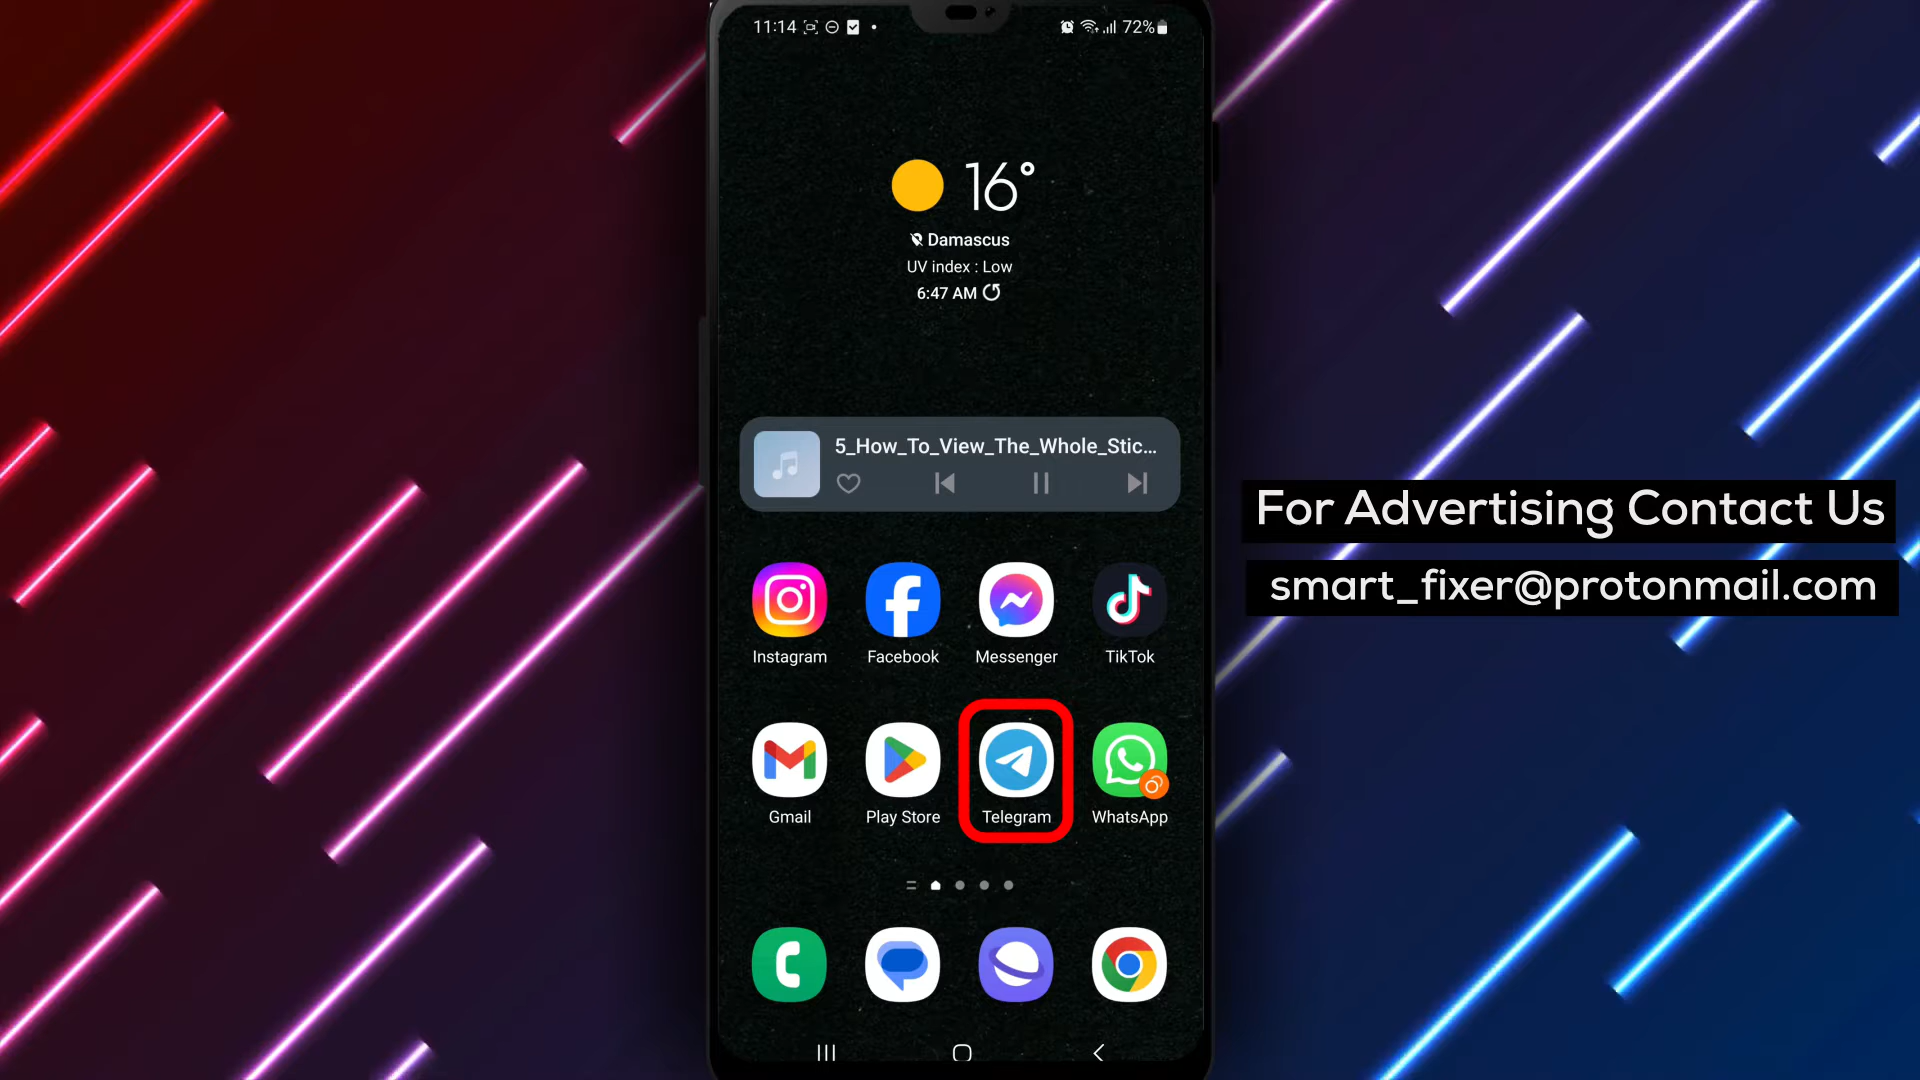 11:14
72%
16°
Damascus
UV index : Low
6:47 AM
5_How_To_View_The_Whole_Stic...
Instagram
Facebook
Messenger
TikTok
Gmail
Play Store
Telegram
WhatsApp
For Advertising Contact Us
smart_fixer@protonmail.com